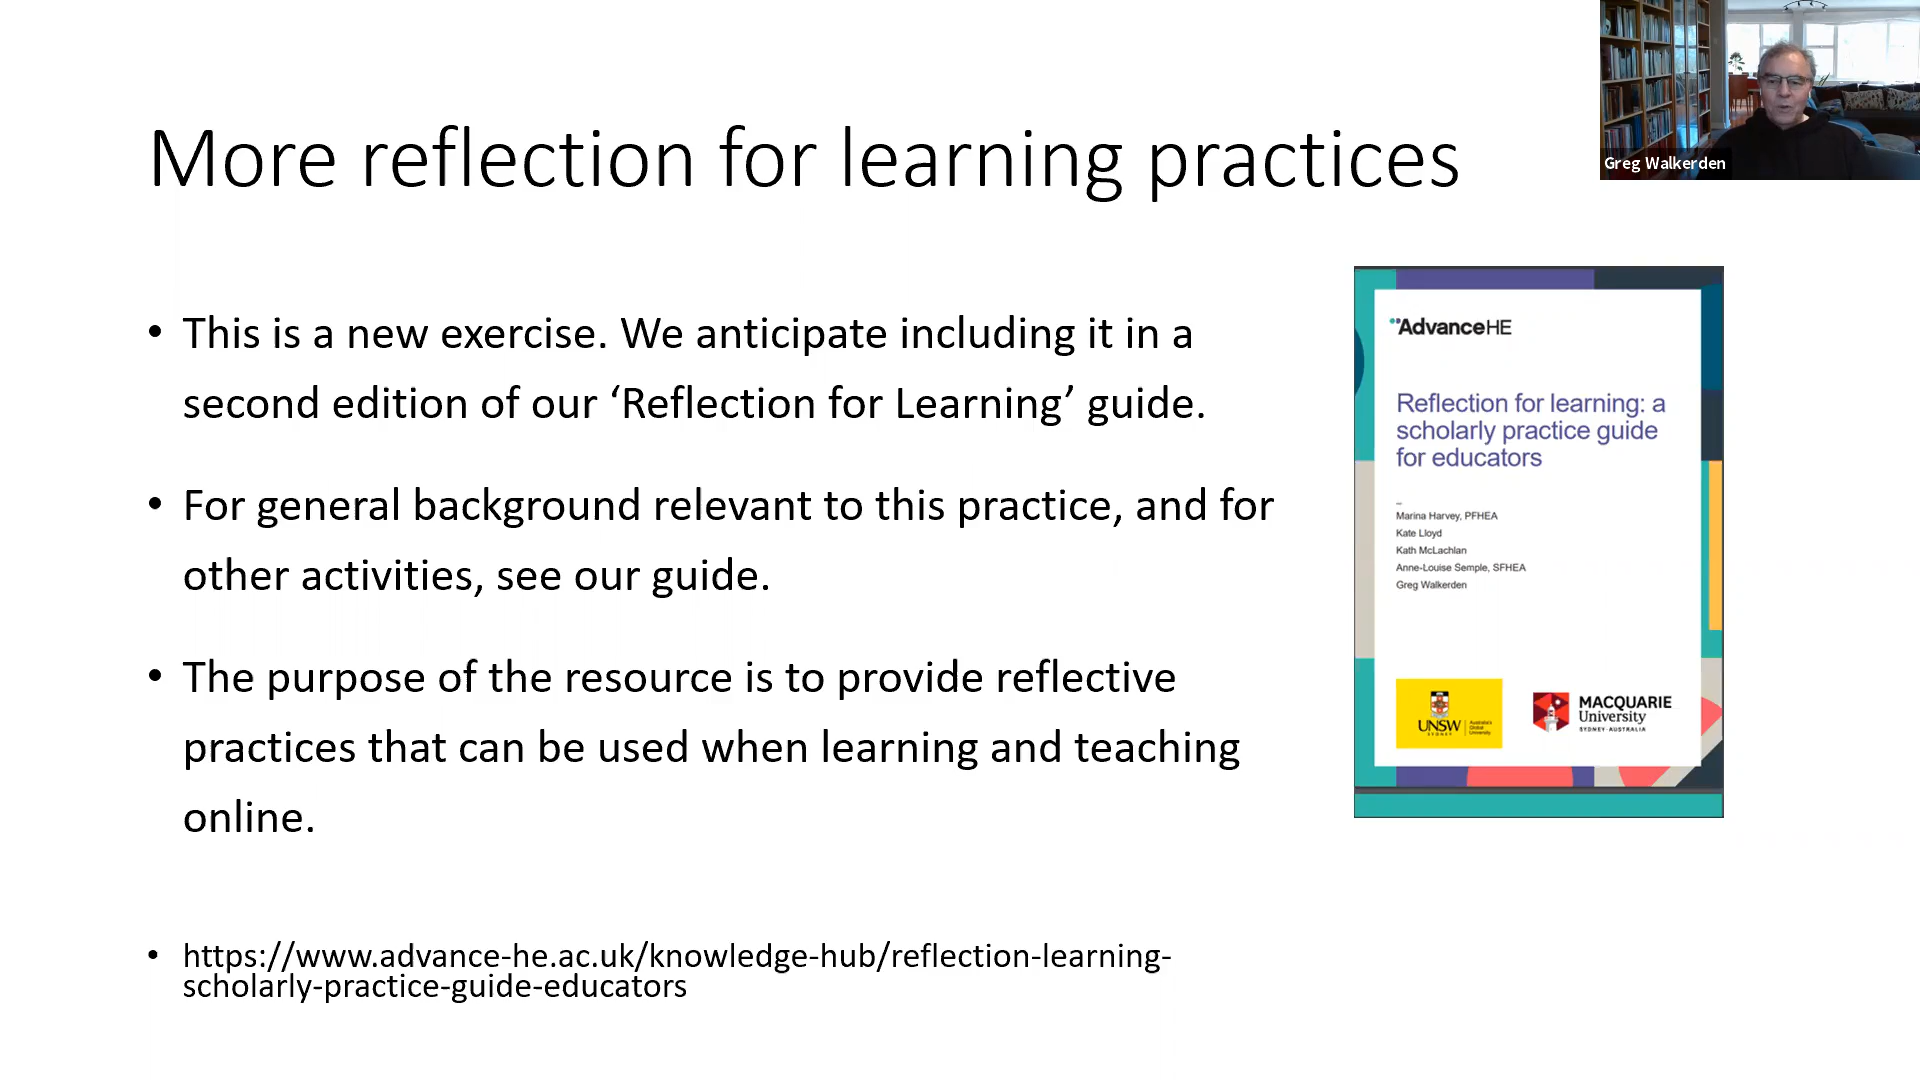 More reflection for learning practices
Greg Walkerden
• This is a new exercise. We anticipate including it in a
second edition of our ‘Reflection for Learning’ guide.
• For general background relevant to this practice, and for
other activities, see our guide.
• The purpose of the resource is to provide reflective
practices that can be used when learning and teaching
online.
• https://www.advance-he.ac.uk/knowledge-hub/reflection-learning-
scholarly-practice-guide-educators
AdvanceHE
Reflection for learning: a
scholarly practice guide
for educators
–
Marina Harvey, PFHEA
Kate Lloyd
Kath McLachlan
Anne-Louise Semple, SFHEA
Greg Walkerden
UNSW
SYDNEY
Australia's
Global
University
MACQUARIE
University
SYDNEY·AUSTRALIA